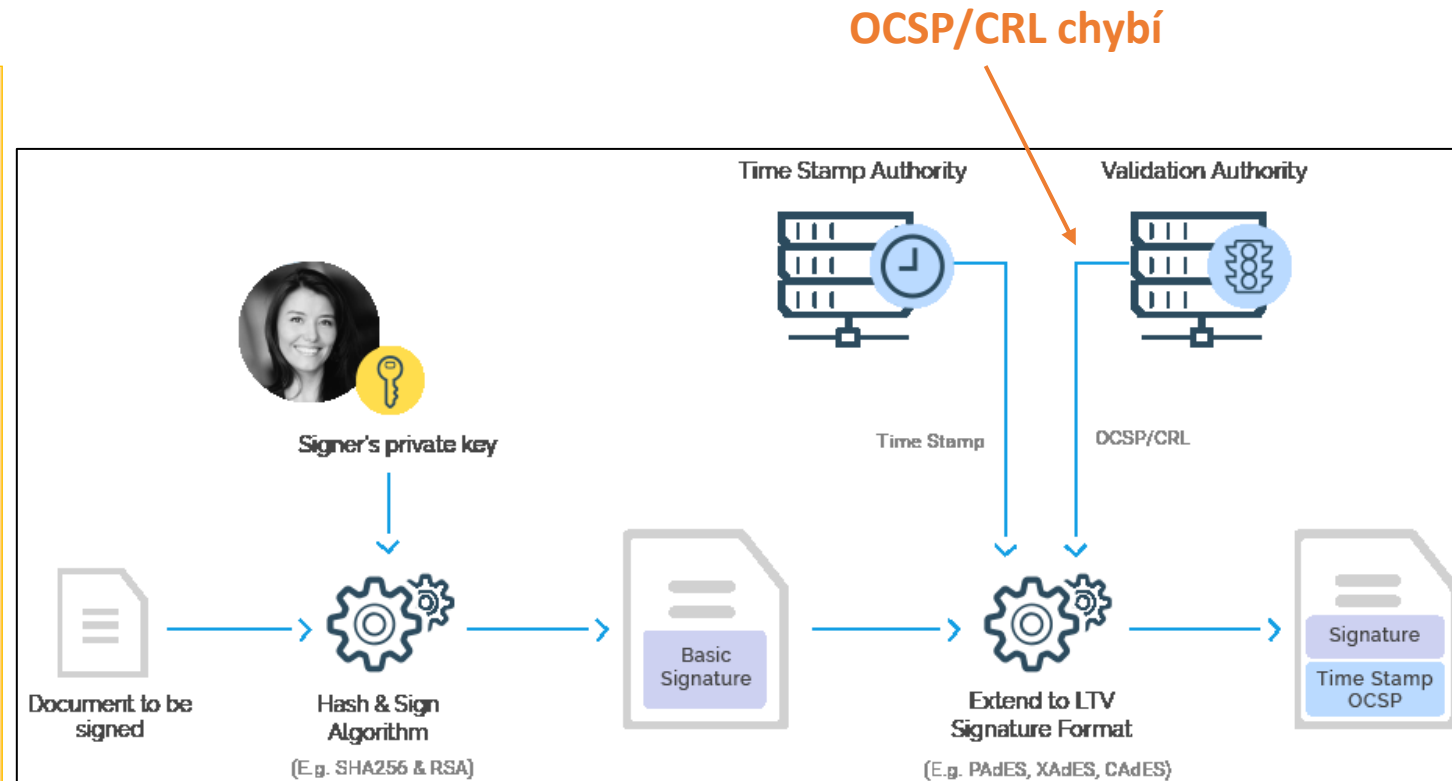 OCSP/CRL chybí
Time Stamp Authority
Validation Authority
Signer's private key
Time Stamp
OCSP/CRL
Document to be
signed
Hash & Sign
Algorithm
(E.g. SHA256 & RSA)
Basic
Signature
Extend to LTV
Signature Format
(E.g. PAdES, XAdES, CAdES)
Signature
Time Stamp
OCSP